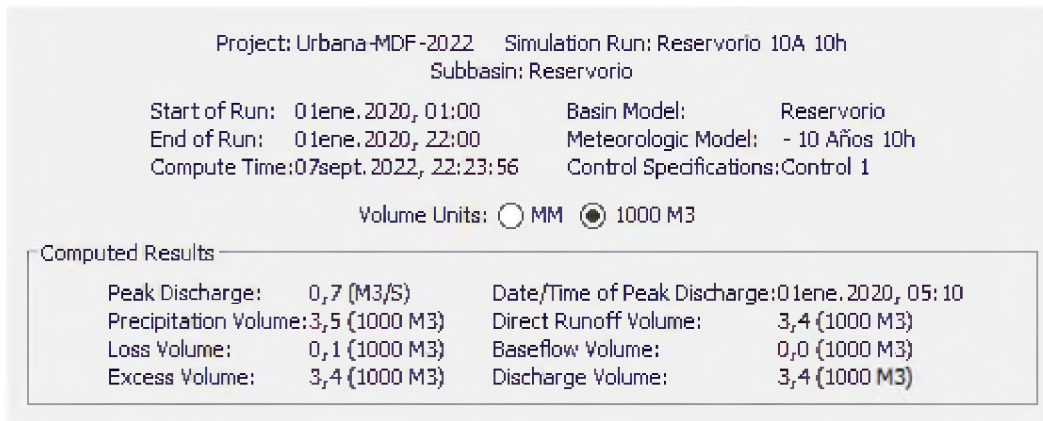 Project: Urbana-MDF-2022 Simulation Run: Reservorio 10A 10h
Subbasin: Reservorio
Start of Run: 01ene.2020, 01:00 Basin Model: Reservorio
End of Run: 01ene.2020, 22:00 Meteorologic Model: - 10 Años 10h
Compute Time:07sept.2022, 22:23:56 Control Specifications:Control 1
Volume Units: MM 1000 M3
Computed Results
Peak Discharge: 0,7 (M3/S) Date/Time of Peak Discharge:01ene.2020, 05:10
Precipitation Volume:3,5 (1000 M3) Direct Runoff Volume: 3,4 (1000 M3)
Loss Volume: 0,1 (1000 M3) Baseflow Volume: 0,0 (1000 M3)
Excess Volume: 3,4 (1000 M3) Discharge Volume: 3,4 (1000 M3)